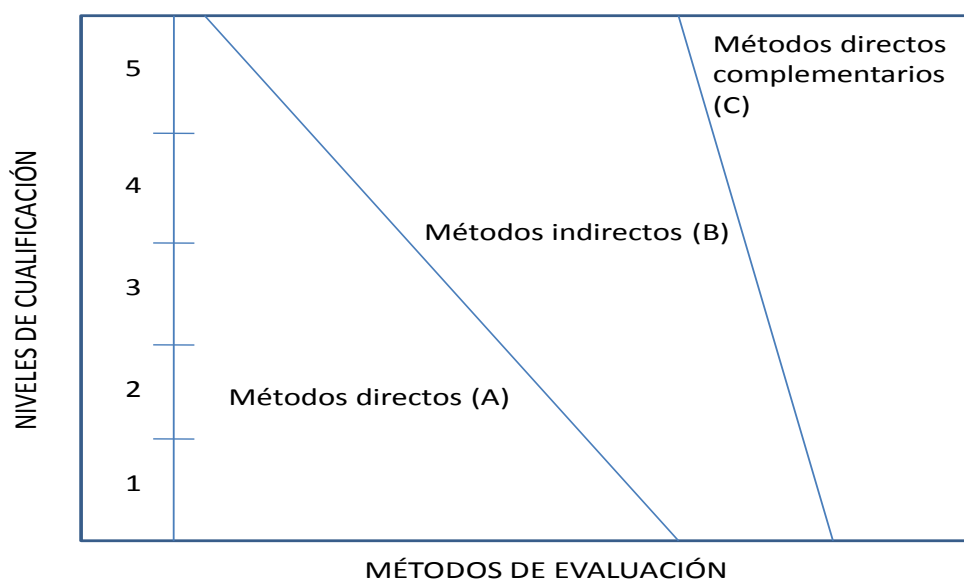 NIVELES DE CUALIFICACIÓN
5
4
3
2
1
Métodos directos (A)
Métodos indirectos (B)
Métodos directos
complementarios
(C)
MÉTODOS DE EVALUACIÓN